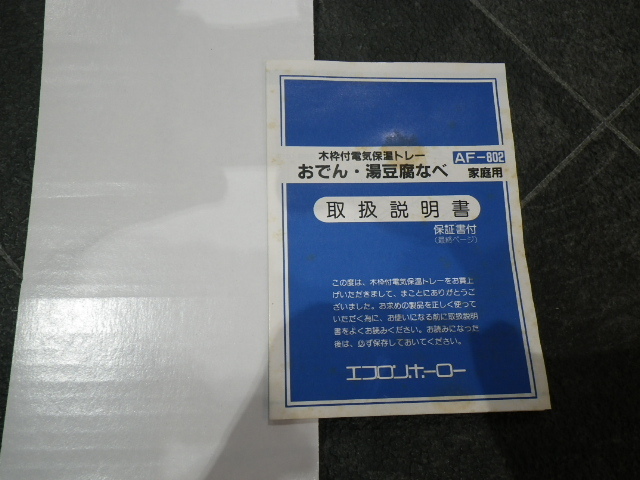 木枠付電気保温トレー
AF-802
おでん・湯豆腐なべ 家庭用
取扱説明書
保証書付
(最終ページ)
この度は、木枠付電気保温トレーをお買上
げいただきまして、まことにありがとうご
ざいました。お求めの製品を正しく使って
いただく為に、お使いになる前に取扱説明
書をよくお読みください。お読みになった
後は、必ず保存しておいてください。
エコロンホーロー